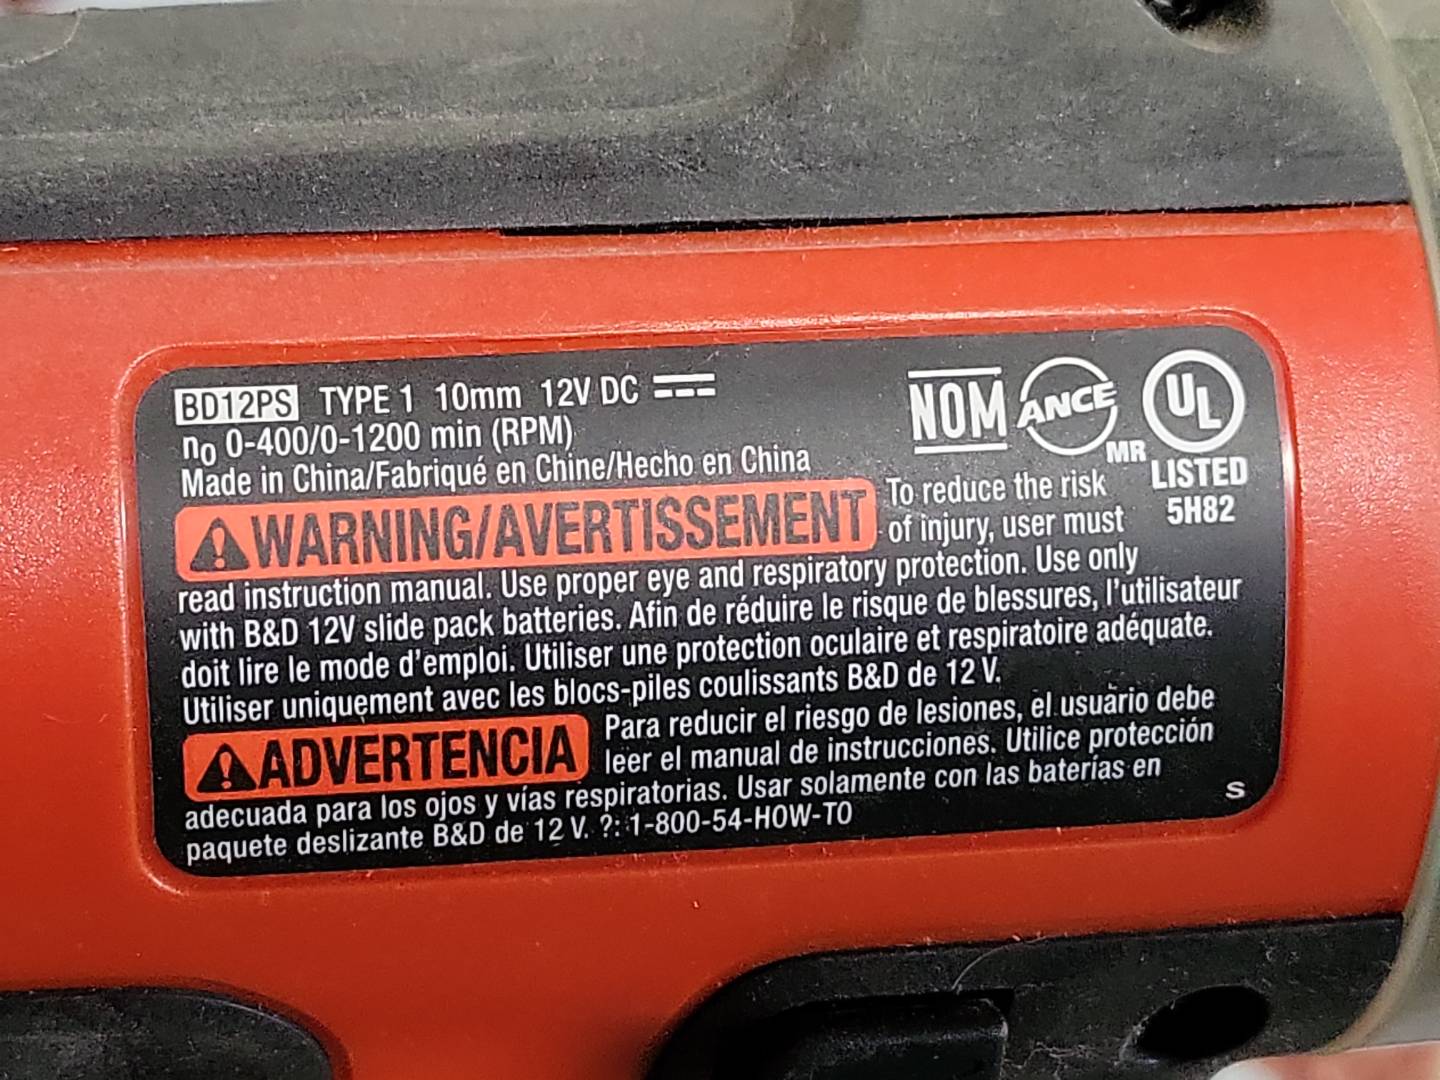 BD12PS TYPE 1 10mm 12V DC
n₀ 0-400/0-1200 min (RPM)
Made in China/Fabriqué en Chine/Hecho en China
NOM ANCE MR UL
LISTED
5H82
WARNING/AVERTISSEMENT To reduce the risk
of injury, user must
read instruction manual. Use proper eye and respiratory protection. Use only
with B&D 12V slide pack batteries. Afin de réduire le risque de blessures, l'utilisateur
doit lire le mode d'emploi. Utiliser une protection oculaire et respiratoire adéquate.
Utiliser uniquement avec les blocs-piles coulissants B&D de 12 V.
ADVERTENCIA Para reducir el riesgo de lesiones, el usuário debe
leer el manual de instrucciones. Utilice protección
adecuada para los ojos y vías respiratorias. Usar solamente con las baterías en
paquete deslizante B&D de 12 V. ?: 1-800-54-HOW-TO
S